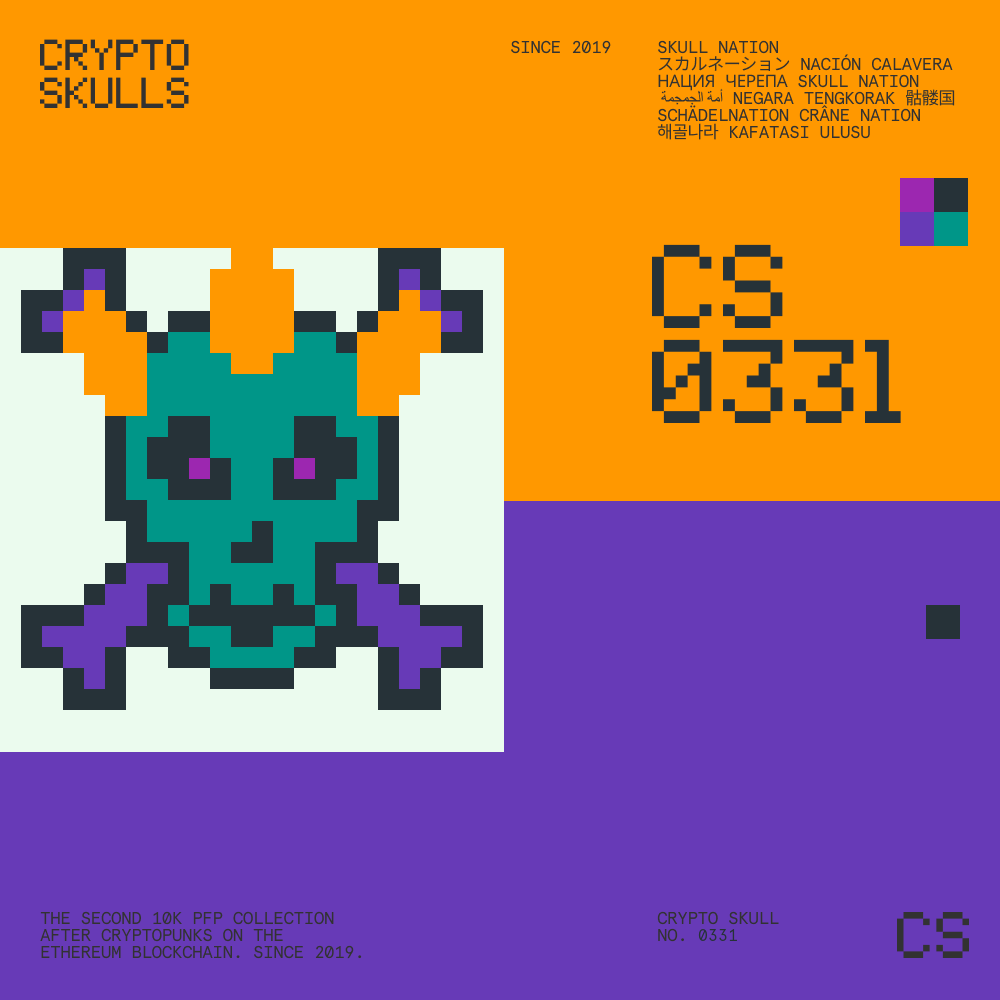 CRYPTO
SKULLS
SINCE 2019
SKULL NATION
スカルネーション NACIÓN CALAVERA
НАЦИЯ ЧЕРЕПА SKULL NATION
أمة الجمجمة NEGARA TENGKORAK 骷髅国
SCHÄDELNATION CRÂNE NATION
해골나라 KAFATASI ULUSU
CS
0331
THE SECOND 10K PFP COLLECTION
AFTER CRYPTOPUNKS ON THE
ETHEREUM BLOCKCHAIN. SINCE 2019.
CRYPTO SKULL
NO. 0331
CS